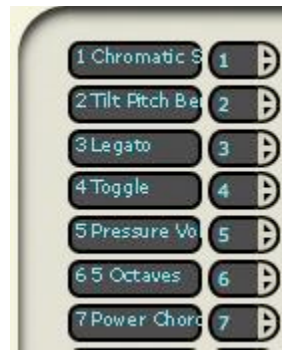 1 Chromatic S 1
2 Tilt Pitch Be 2
3 Legato 3
4 Toggle 4
5 Pressure Vo 5
6 5 Octaves 6
7 Power Chord 7